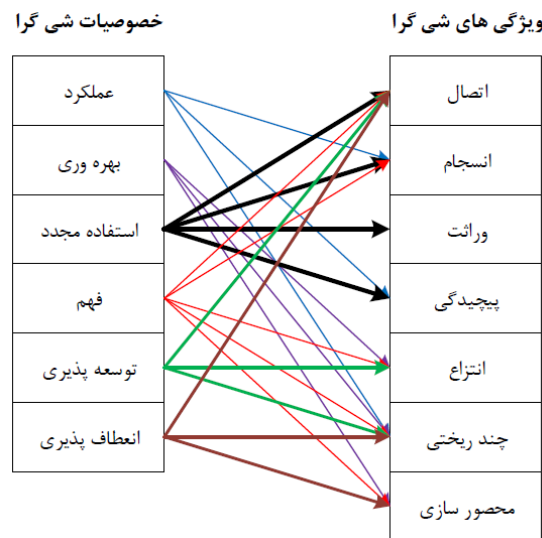 ویژگی های شی گرا
خصوصیات شی گرا
اتصال
انسجام
وراثت
پیچیدگی
انتزاع
چند ریختی
محصور سازی
عملکرد
بهره وری
استفاده مجدد
فهم
توسعه پذیری
انعطاف پذیری